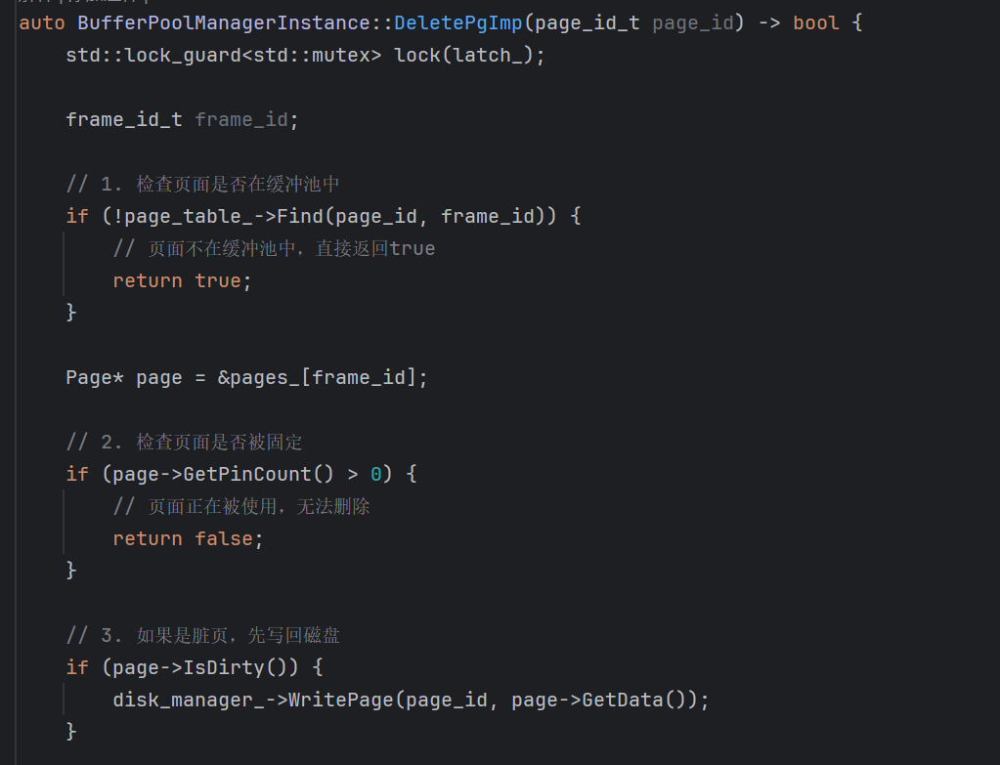 auto BufferPoolManagerInstance::DeletePgImp(page_id_t page_id) -> bool {
std::lock_guard<std::mutex> lock(latch_);
frame_id_t frame_id;
// 1. 检查页面是否在缓冲池中
if (!page_table_->Find(page_id, frame_id)) {
// 页面不在缓冲池中，直接返回true
return true;
}
Page* page = &pages_[frame_id];
// 2. 检查页面是否被固定
if (page->GetPinCount() > 0) {
// 页面正在被使用，无法删除
return false;
}
// 3. 如果是脏页，先写回磁盘
if (page->IsDirty()) {
disk_manager_->WritePage(page_id, page->GetData());
}